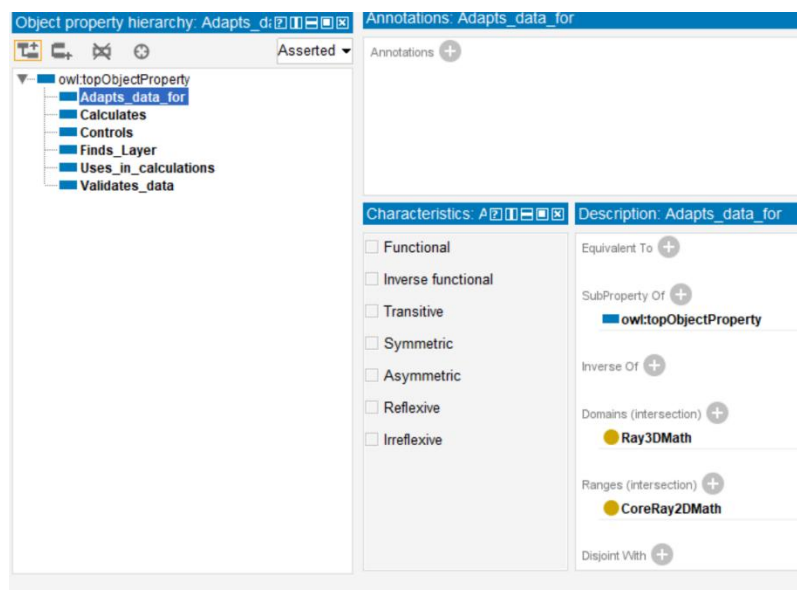 Object property hierarchy: Adapts_da
Asserted
owl:topObjectProperty
Adapts_data_for
Calculates
Controls
Finds_Layer
Uses_in_calculations
Validates_data
Annotations: Adapts_data_for
Annotations
Characteristics: A
Functional
Inverse functional
Transitive
Symmetric
Asymmetric
Reflexive
Irreflexive
Description: Adapts_data_for
Equivalent To
SubProperty Of
owl:topObjectProperty
Inverse Of
Domains (intersection)
Ray3DMath
Ranges (intersection)
CoreRay2DMath
Disjoint With